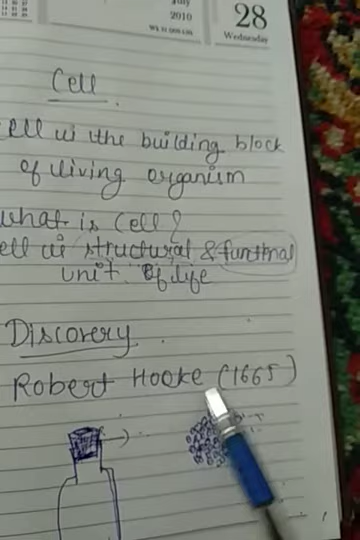 July
2010
28
Wednesday
Cell
ell is the building block
of living organism
what is Cell?
ell is structural & functnal
unit of life
Discovery
Robert Hooke (1665)